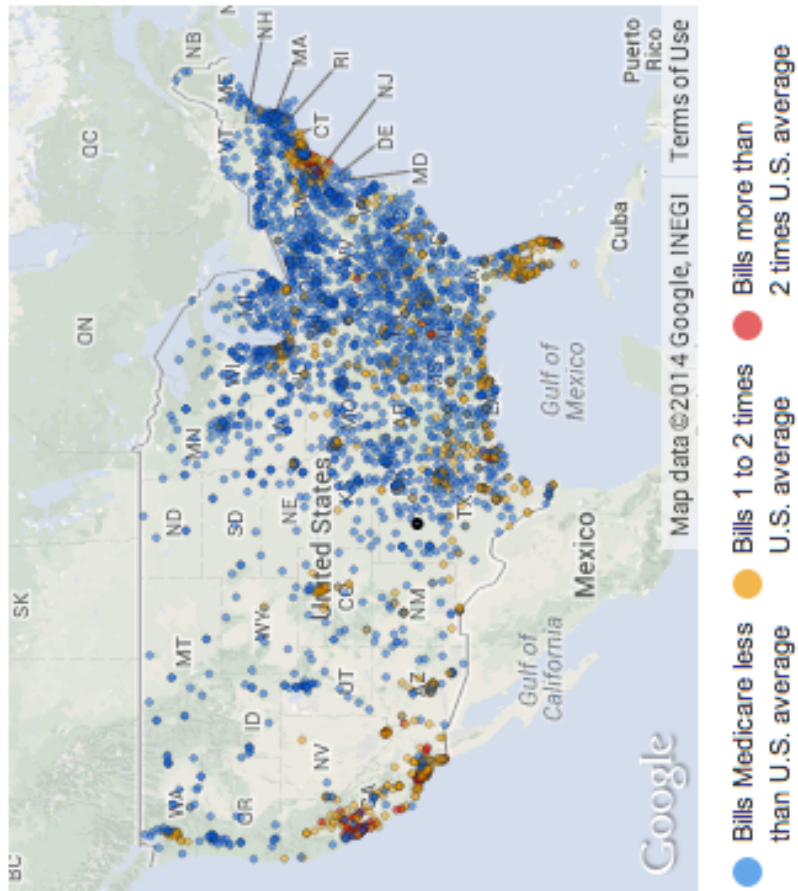 BC
SK
ON
QC
NB
N
WA
MT
ND
MN
WI
MI
VT
ME
NH
MA
RI
CT
NJ
DE
MD
OR
ID
WY
SD
IA
NE
NV
UT
CO
United States
KS
MO
CA
AZ
NM
TX
AR
MS
LA
Gulf of
California
Mexico
Gulf of
Mexico
Cuba
Puerto
Rico
Google
Map data ©2014 Google, INEGI
Terms of Use
Bills Medicare less
than U.S. average
Bills 1 to 2 times
U.S. average
Bills more than
2 times U.S. average